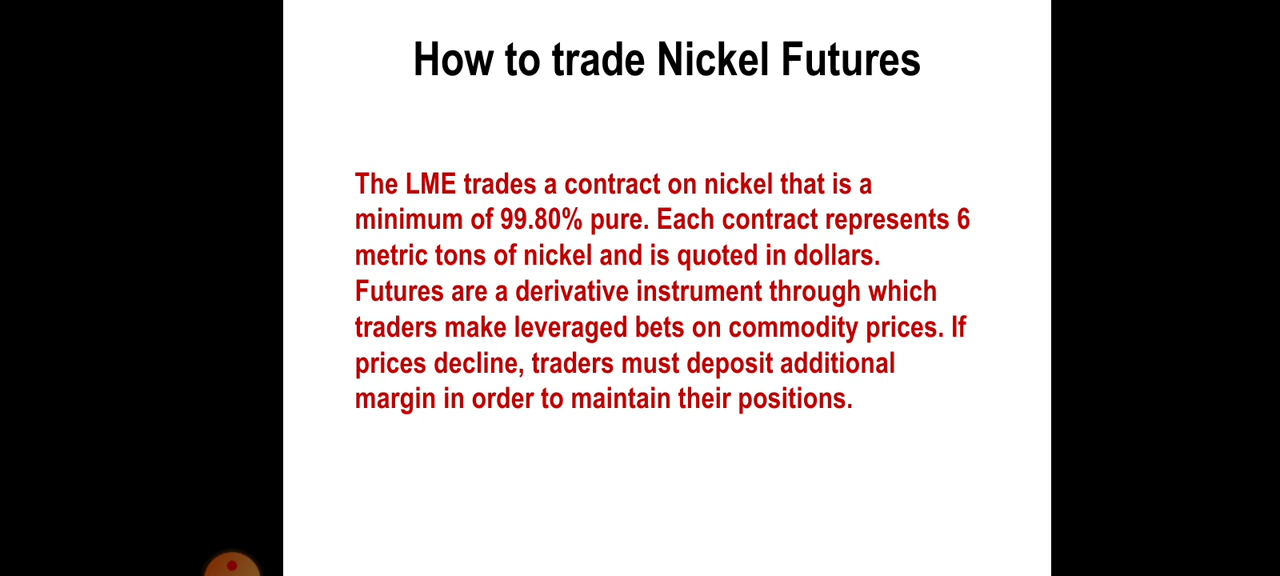 How to trade Nickel Futures
The LME trades a contract on nickel that is a
minimum of 99.80% pure. Each contract represents 6
metric tons of nickel and is quoted in dollars.
Futures are a derivative instrument through which
traders make leveraged bets on commodity prices. If
prices decline, traders must deposit additional
margin in order to maintain their positions.